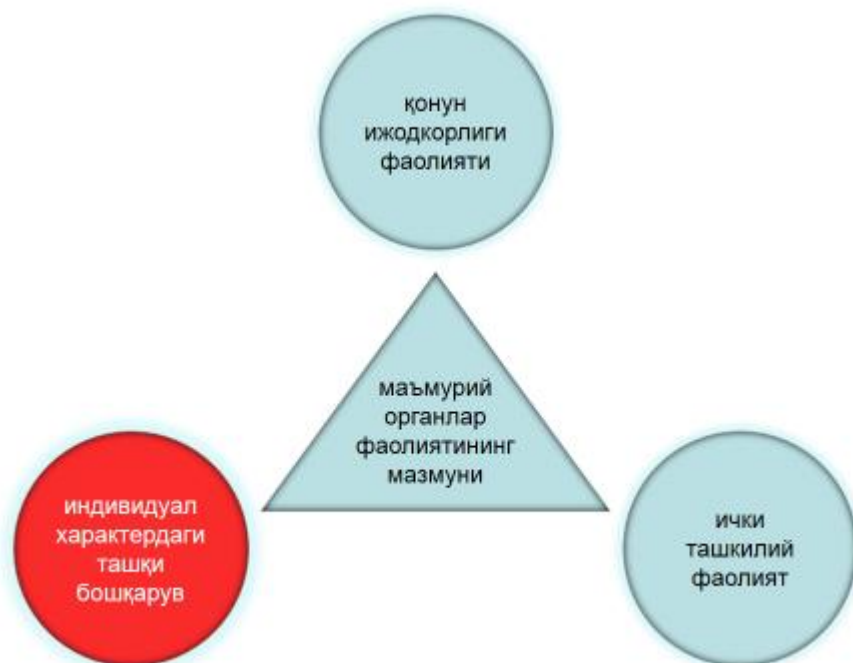 қонун
ижодкорлиги
фаолияти
маъмурий
органлар
фаолиятининг
мазмуни
индивидуал
характердаги
ташқи
бошқарув
ички
ташкилий
фаолият